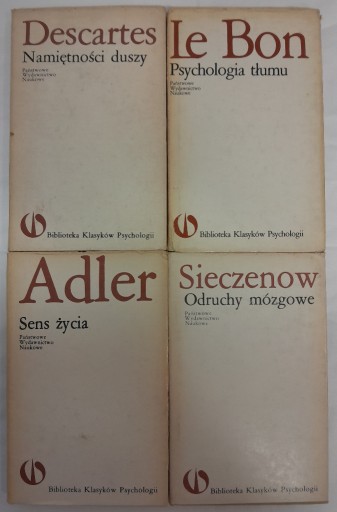 Descartes
Namiętności duszy
Państwowe
Wydawnictwo
Naukowe
Biblioteka Klasyków Psychologii
le Bon
Psychologia tłumu
Państwowe
Wydawnictwo
Naukowe
Biblioteka Klasyków Psychologii
Adler
Sens życia
Państwowe
Wydawnictwo
Naukowe
Biblioteka Klasyków Psychologii
Sieczenow
Odruchy mózgowe
Państwowe
Wydawnictwo
Naukowe
Biblioteka Klasyków Psychologii